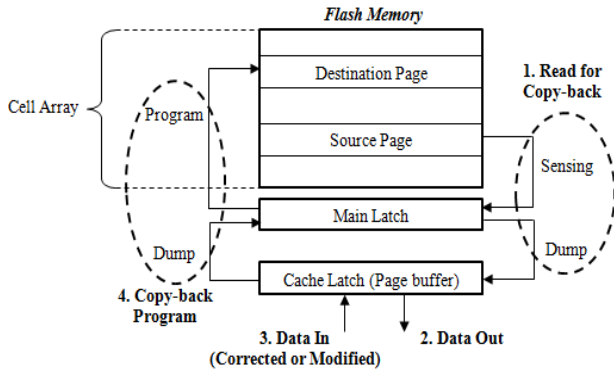 Flash Memory
Destination Page
1. Read for
Copy-back
Cell Array
Program
Source Page
Sensing
Main Latch
Dump
Dump
Cache Latch (Page buffer)
4. Copy-back
Program
3. Data In
(Corrected or Modified)
2. Data Out